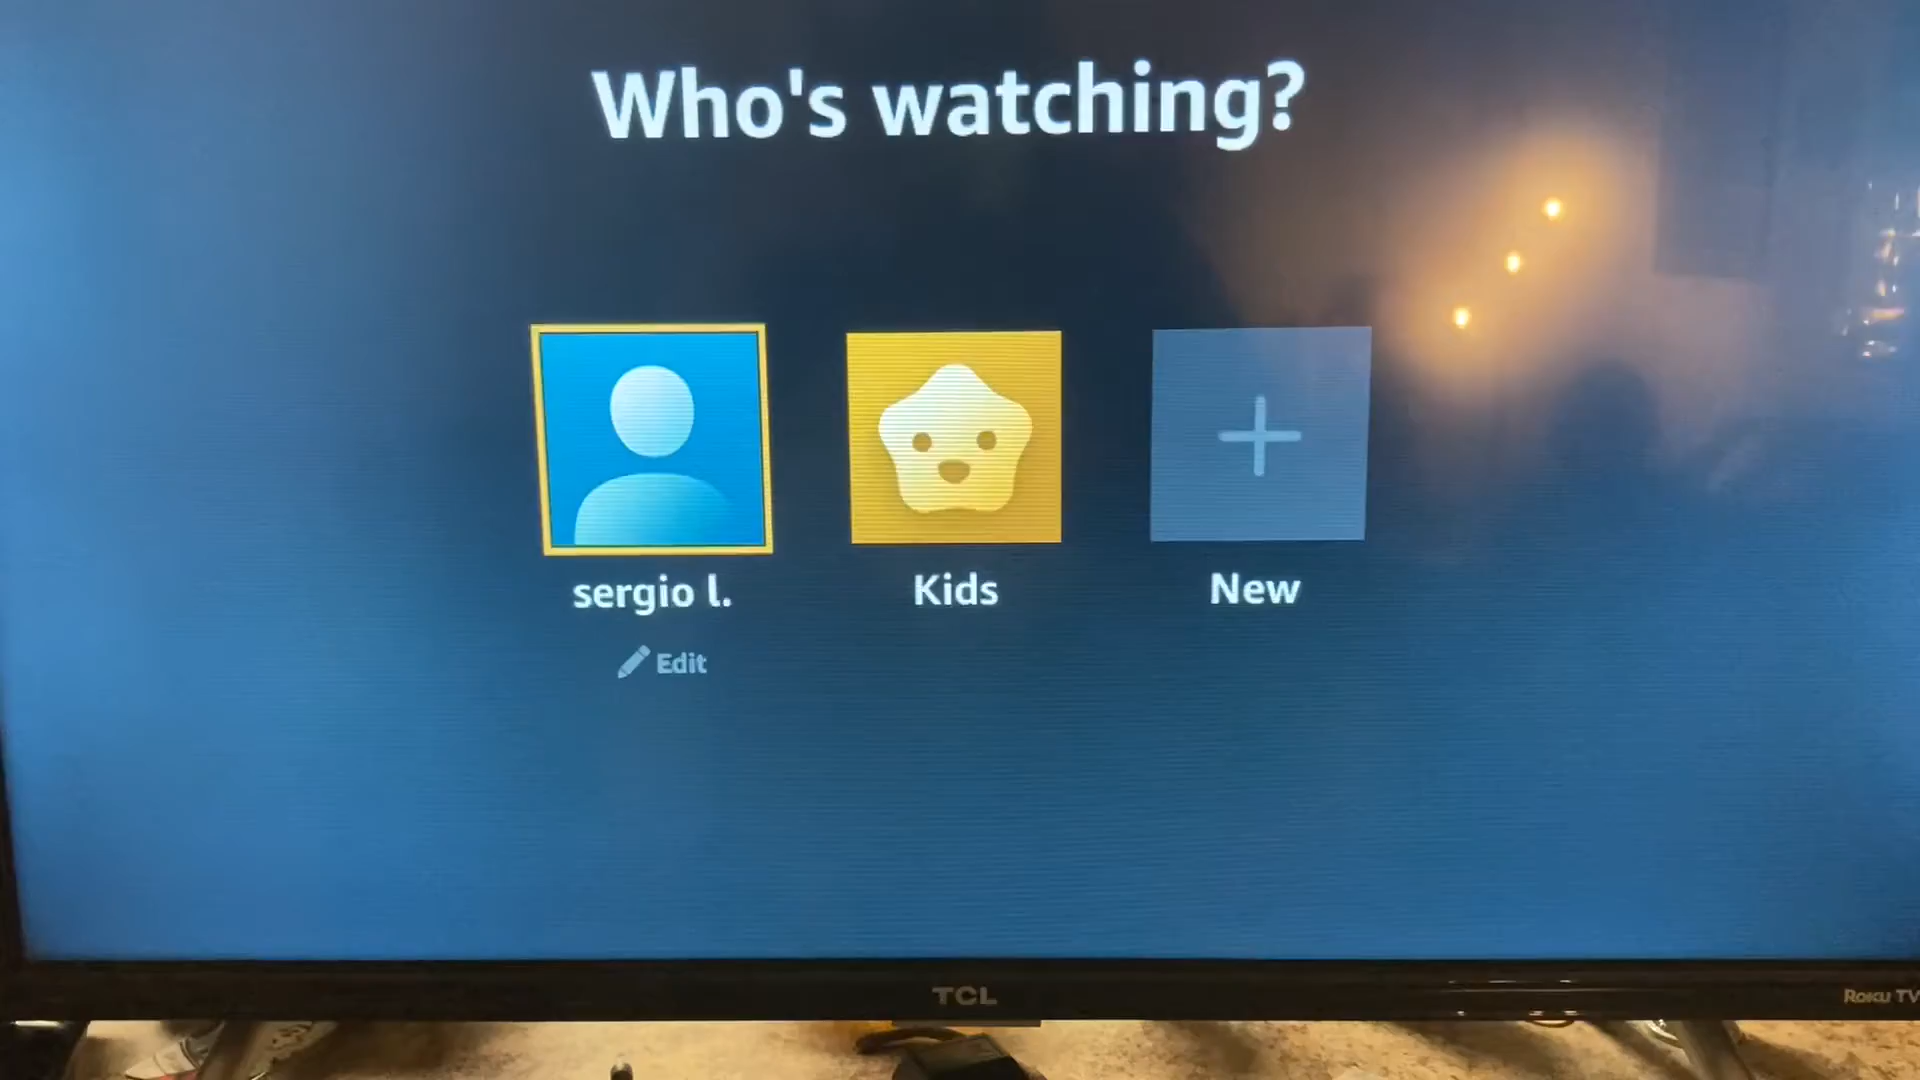 Who's watching?
sergio l.
Kids
New
Edit
TCL
Roku TV